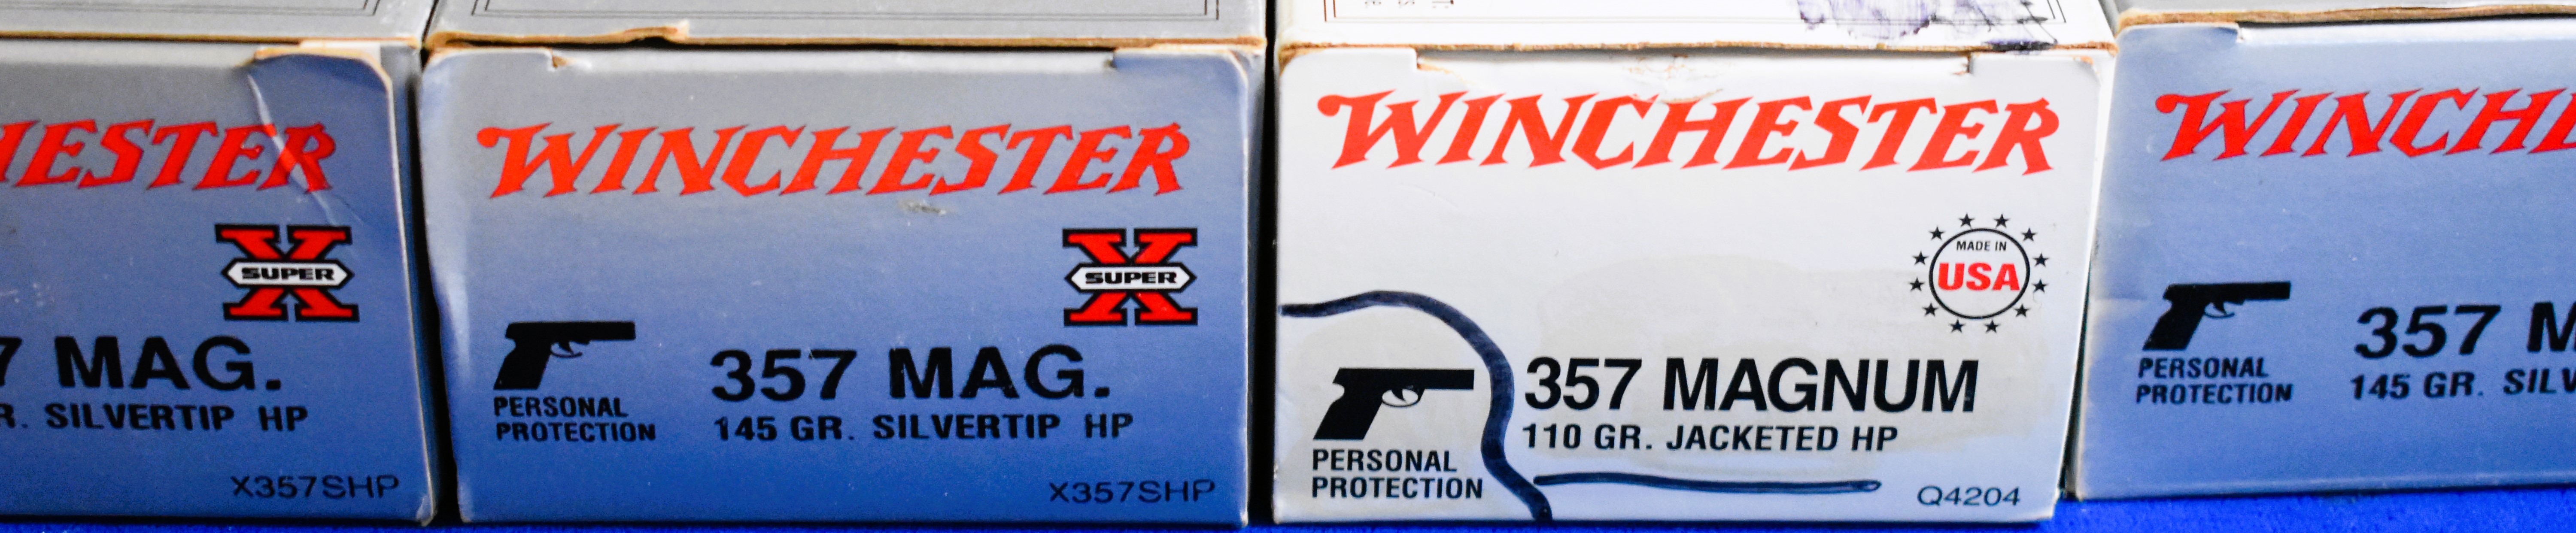 HESTER
X
SUPER
7 MAG.
R. SILVERTIP HP
X357SHP
WINCHESTER
X
SUPER
PERSONAL
PROTECTION
357 MAG.
145 GR. SILVERTIP HP
X357SHP
WINCHESTER
MADE IN
USA
PERSONAL
PROTECTION
357 MAGNUM
110 GR. JACKETED HP
Q4204
WINCHE
PERSONAL
PROTECTION
357 M
145 GR. SILV